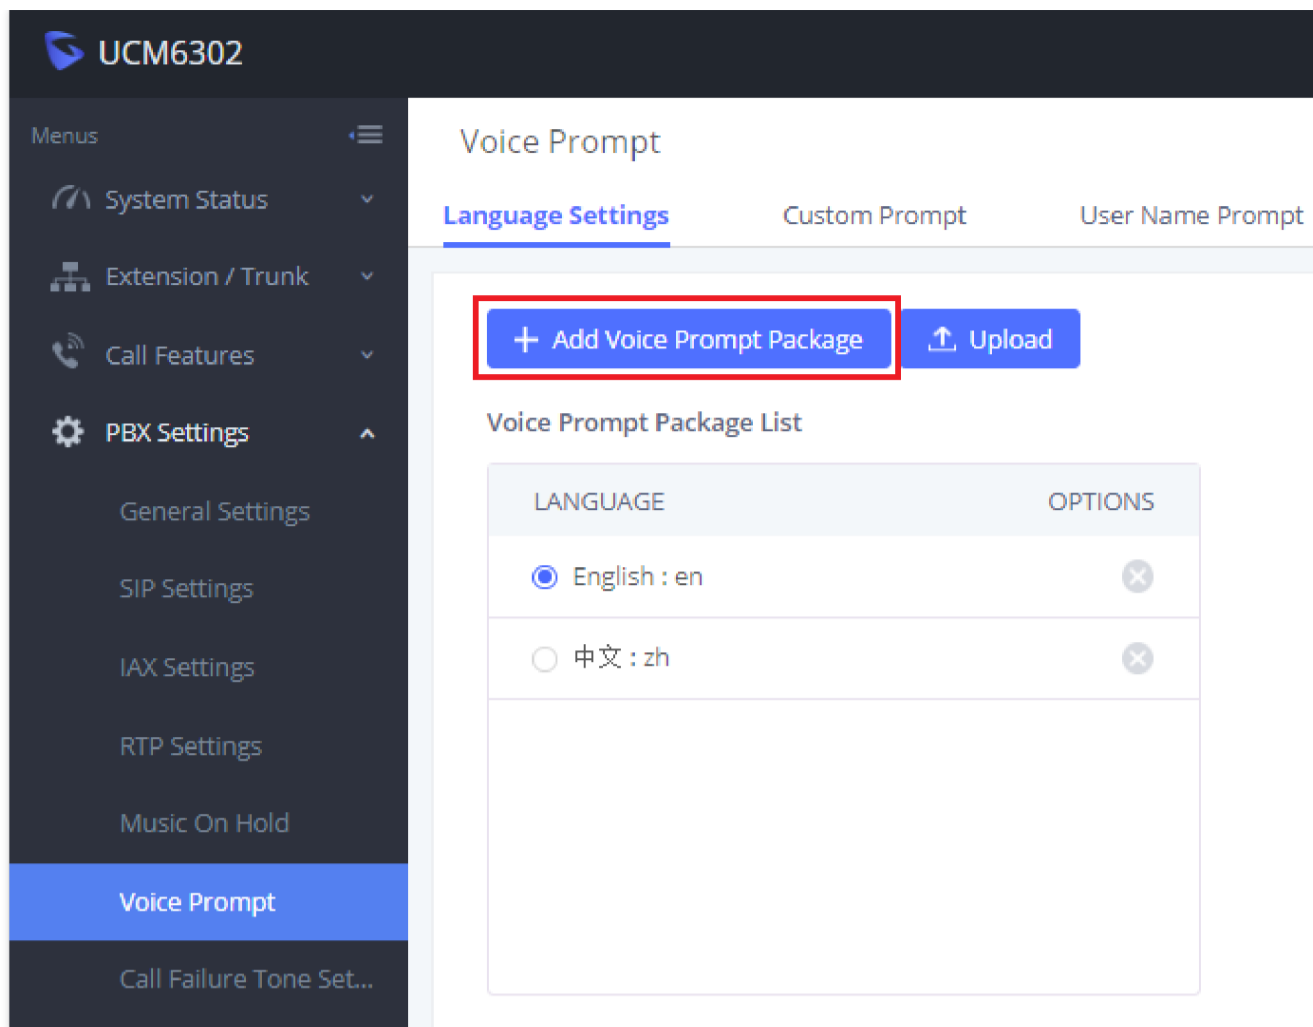 UCM6302
Menus
System Status
Extension / Trunk
Call Features
PBX Settings
General Settings
SIP Settings
IAX Settings
RTP Settings
Music On Hold
Voice Prompt
Call Failure Tone Set...
Voice Prompt
Language Settings Custom Prompt User Name Prompt
Add Voice Prompt Package Upload
Voice Prompt Package List
LANGUAGE OPTIONS
English : en
中文 : zh